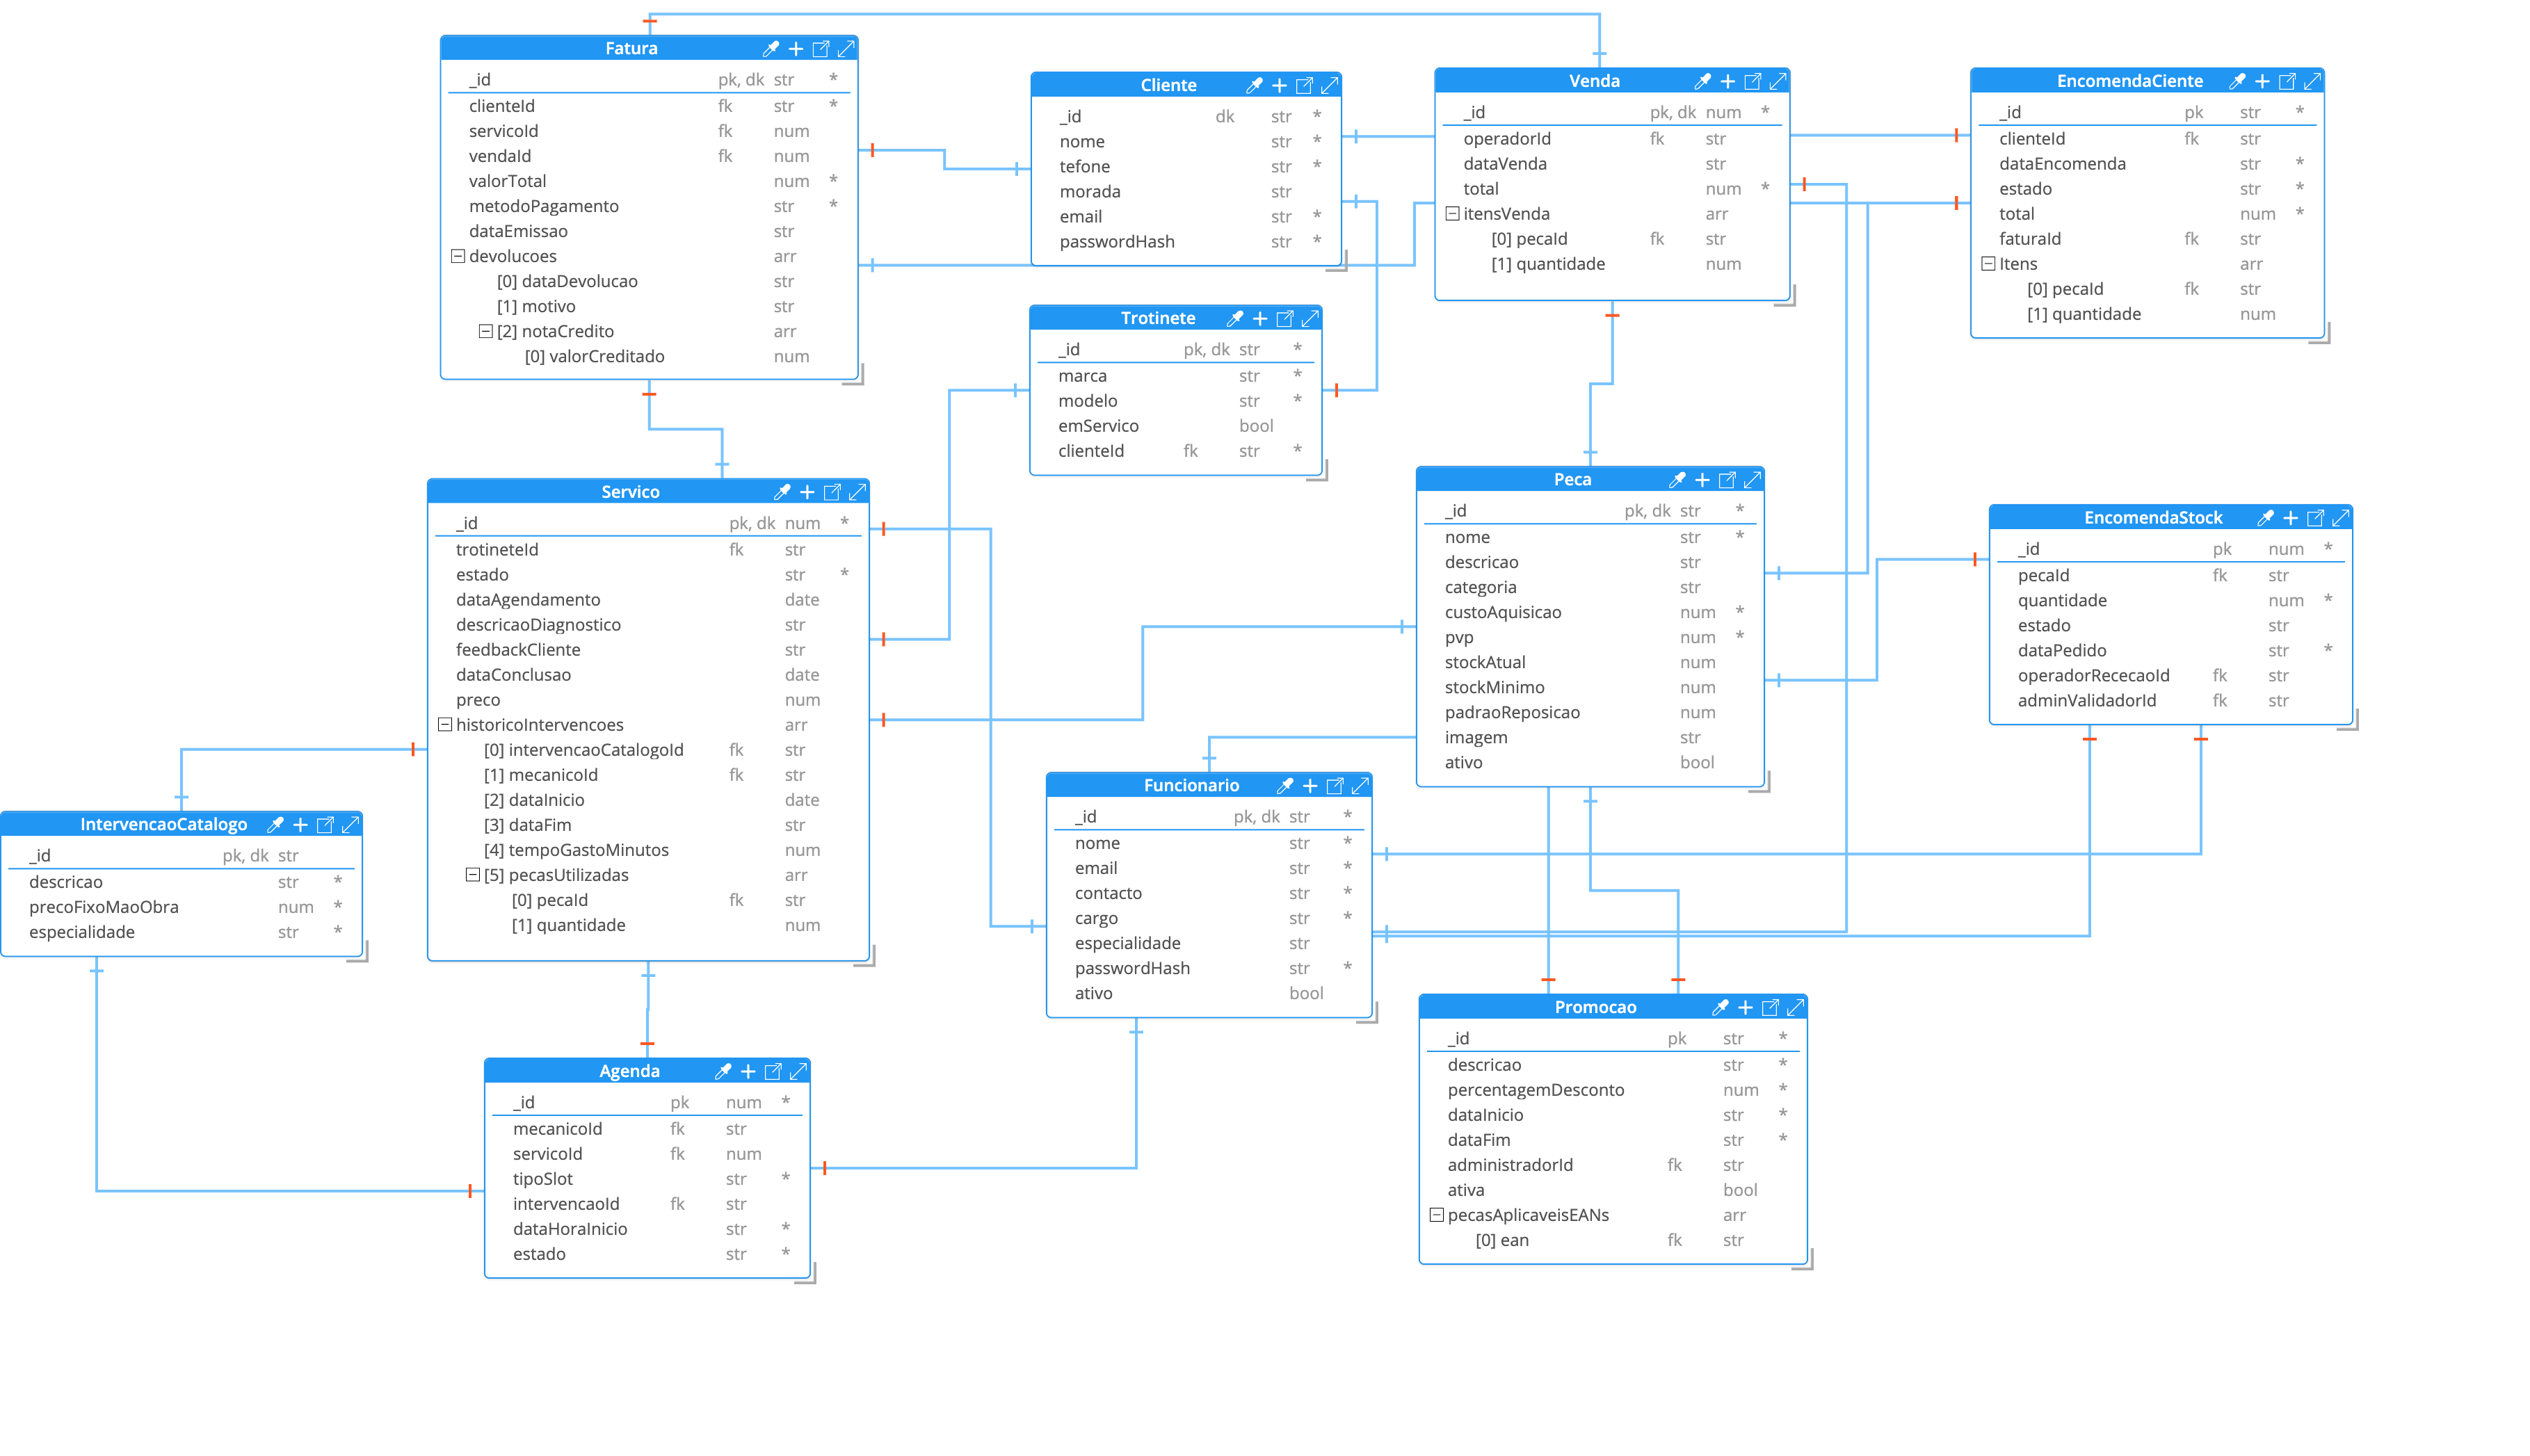 Fatura
_id pk, dk str *
clienteId fk str *
servicoId fk num
vendaId fk num
valorTotal num *
metodoPagamento str *
dataEmissao str
devolucoes arr
[0] dataDevolucao str
[1] motivo str
[2] notaCredito arr
[0] valorCreditado num
Cliente
_id dk str *
nome str *
tefone str *
morada str
email str *
passwordHash str *
Venda
_id pk, dk num *
operadorId fk str
dataVenda str
total num *
itensVenda arr
[0] pecaId fk str
[1] quantidade num
EncomendaCiente
_id pk str *
clienteId fk str
dataEncomenda str *
estado str *
total num *
faturaId fk str
Itens arr
[0] pecaId fk str
[1] quantidade num
Trotinete
_id pk, dk str *
marca str *
modelo str *
emServico bool
clienteId fk str *
Servico
_id pk, dk num *
trotineteId fk str
estado str *
dataAgendamento date
descricaoDiagnostico str
feedbackCliente str
dataConclusao date
preco num
historicoIntervencoes arr
[0] intervencaoCatalogoId fk str
[1] mecanicoId fk str
[2] dataInicio date
[3] dataFim str
[4] tempoGastoMinutos num
[5] pecasUtilizadas arr
[0] pecaId fk str
[1] quantidade num
Peca
_id pk, dk str *
nome str *
descricao str
categoria str
custoAquisicao num *
pvp num *
stockAtual num
stockMinimo num
padraoReposicao num
imagem str
ativo bool
EncomendaStock
_id pk num *
pecaId fk str
quantidade num *
estado str
dataPedido str *
operadorRececaoId fk str
adminValidadorId fk str
IntervencaoCatalogo
_id pk, dk str
descricao str *
precoFixoMaoObra num *
especialidade str *
Funcionario
_id pk, dk str *
nome str *
email str *
contacto str *
cargo str *
especialidade str
passwordHash str *
ativo bool
Agenda
_id pk num *
mecanicoId fk str
servicoId fk num
tipoSlot str *
intervencaoId fk str
dataHoraInicio str *
estado str *
Promocao
_id pk str *
descricao str *
percentagemDesconto num *
dataInicio str *
dataFim str *
administradorId fk str
ativa bool
pecasAplicaveisEANs arr
[0] ean fk str